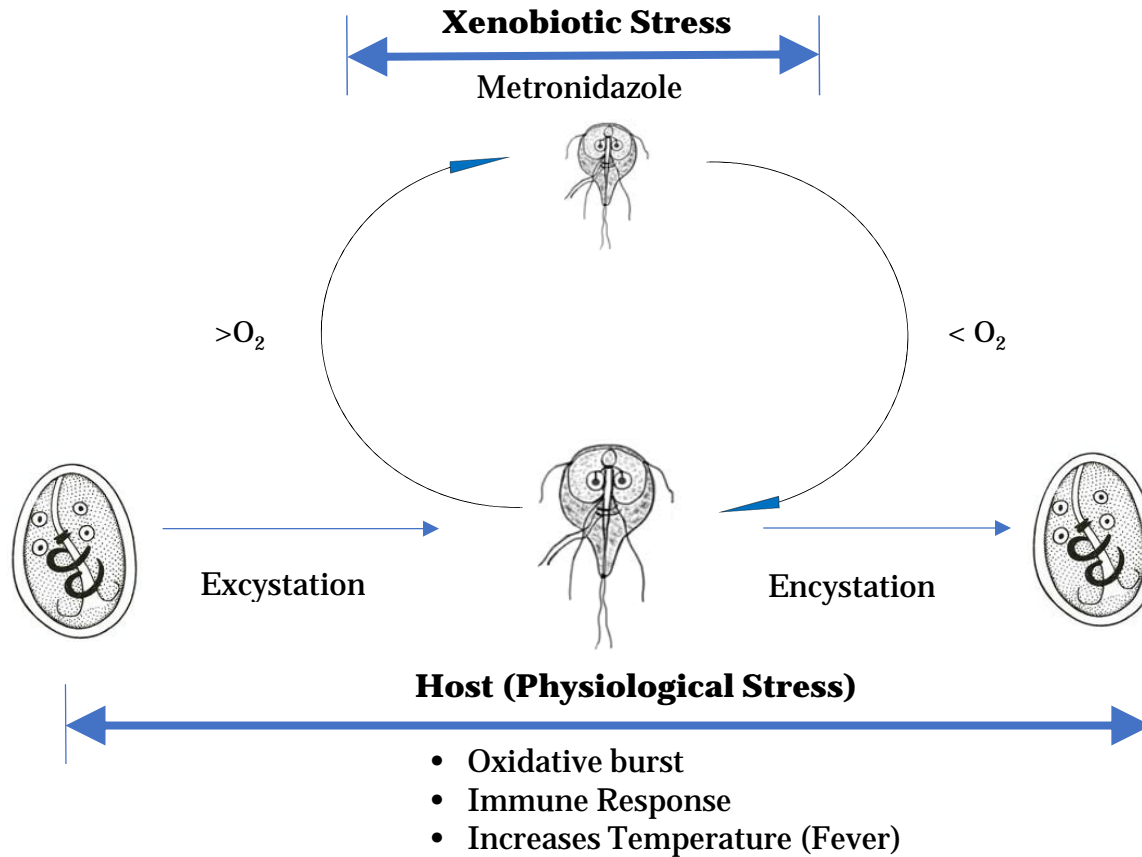 Xenobiotic Stress
Metronidazole
>O₂
< O₂
Excystation
Encystation
Host (Physiological Stress)
• Oxidative burst
• Immune Response
• Increases Temperature (Fever)